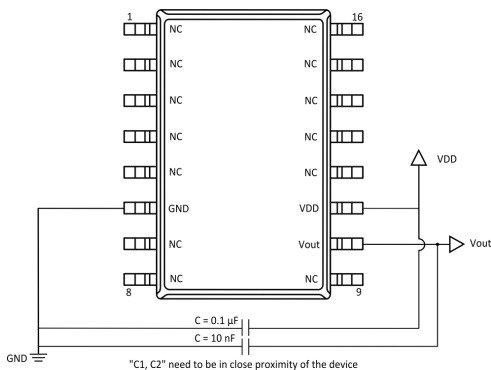 1 16
NC NC
NC NC
NC NC
NC NC
NC NC
VDD
GND VDD
NC Vout
Vout
NC NC
8 9
C = 0.1 µF
C = 10 nF
GND
"C1, C2" need to be in close proximity of the device